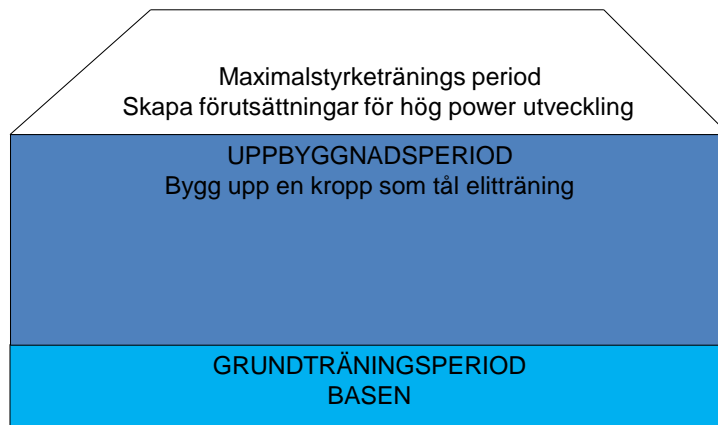 Maximalstyrketränings period
Skapa förutsättningar för hög power utveckling
UPPBYGGNADSPERIOD
Bygg upp en kropp som tål elitträning
GRUNDTRÄNINGSPERIOD
BASEN